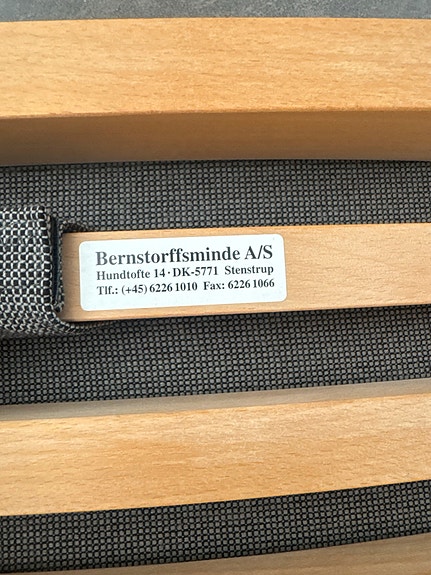 Bernstorffsminde A/S
Hundtofte 14 · DK-5771 Stenstrup
Tlf.: (+45) 6226 1010 Fax: 6226 1066